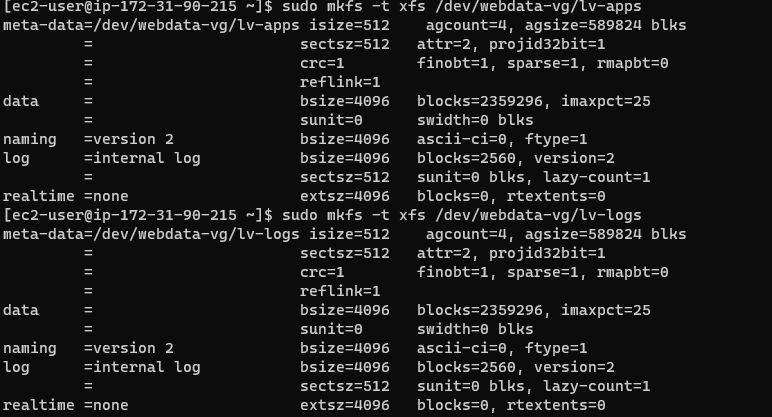 [ec2-user@ip-172-31-90-215 ~]$ sudo mkfs -t xfs /dev/webdata-vg/lv-apps
meta-data=/dev/webdata-vg/lv-apps isize=512    agcount=4, agsize=589824 blks
         =                       sectsz=512   attr=2, projid32bit=1
         =                       crc=1        finobt=1, sparse=1, rmapbt=0
         =                       reflink=1
data     =                       bsize=4096   blocks=2359296, imaxpct=25
         =                       sunit=0      swidth=0 blks
naming   =version 2              bsize=4096   ascii-ci=0, ftype=1
log      =internal log           bsize=4096   blocks=2560, version=2
         =                       sectsz=512   sunit=0 blks, lazy-count=1
realtime =none                   extsz=4096   blocks=0, rtextents=0
[ec2-user@ip-172-31-90-215 ~]$ sudo mkfs -t xfs /dev/webdata-vg/lv-logs
meta-data=/dev/webdata-vg/lv-logs isize=512    agcount=4, agsize=589824 blks
         =                       sectsz=512   attr=2, projid32bit=1
         =                       crc=1        finobt=1, sparse=1, rmapbt=0
         =                       reflink=1
data     =                       bsize=4096   blocks=2359296, imaxpct=25
         =                       sunit=0      swidth=0 blks
naming   =version 2              bsize=4096   ascii-ci=0, ftype=1
log      =internal log           bsize=4096   blocks=2560, version=2
         =                       sectsz=512   sunit=0 blks, lazy-count=1
realtime =none                   extsz=4096   blocks=0, rtextents=0